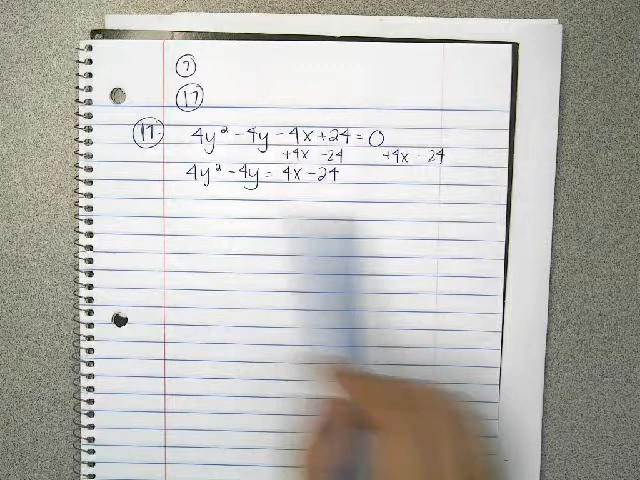 7
17
17. 4y² - 4y - 4x + 24 = 0
+4x -24 +4x -24
4y² - 4y = 4x - 24